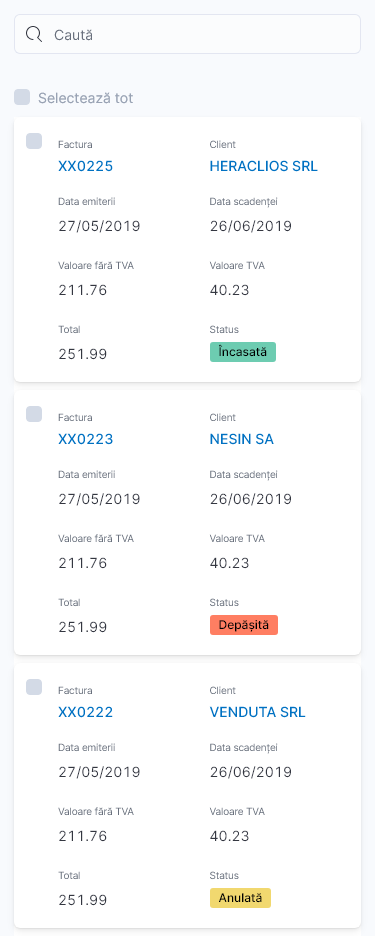 Caută
Selectează tot
Factura Client
XX0225 HERACLIOS SRL
Data emiterii Data scadenței
27/05/2019 26/06/2019
Valoare fără TVA Valoare TVA
211.76 40.23
Total Status
251.99 Încasată
Factura Client
XX0223 NESIN SA
Data emiterii Data scadenței
27/05/2019 26/06/2019
Valoare fără TVA Valoare TVA
211.76 40.23
Total Status
251.99 Depășită
Factura Client
XX0222 VENDUTA SRL
Data emiterii Data scadenței
27/05/2019 26/06/2019
Valoare fără TVA Valoare TVA
211.76 40.23
Total Status
251.99 Anulată